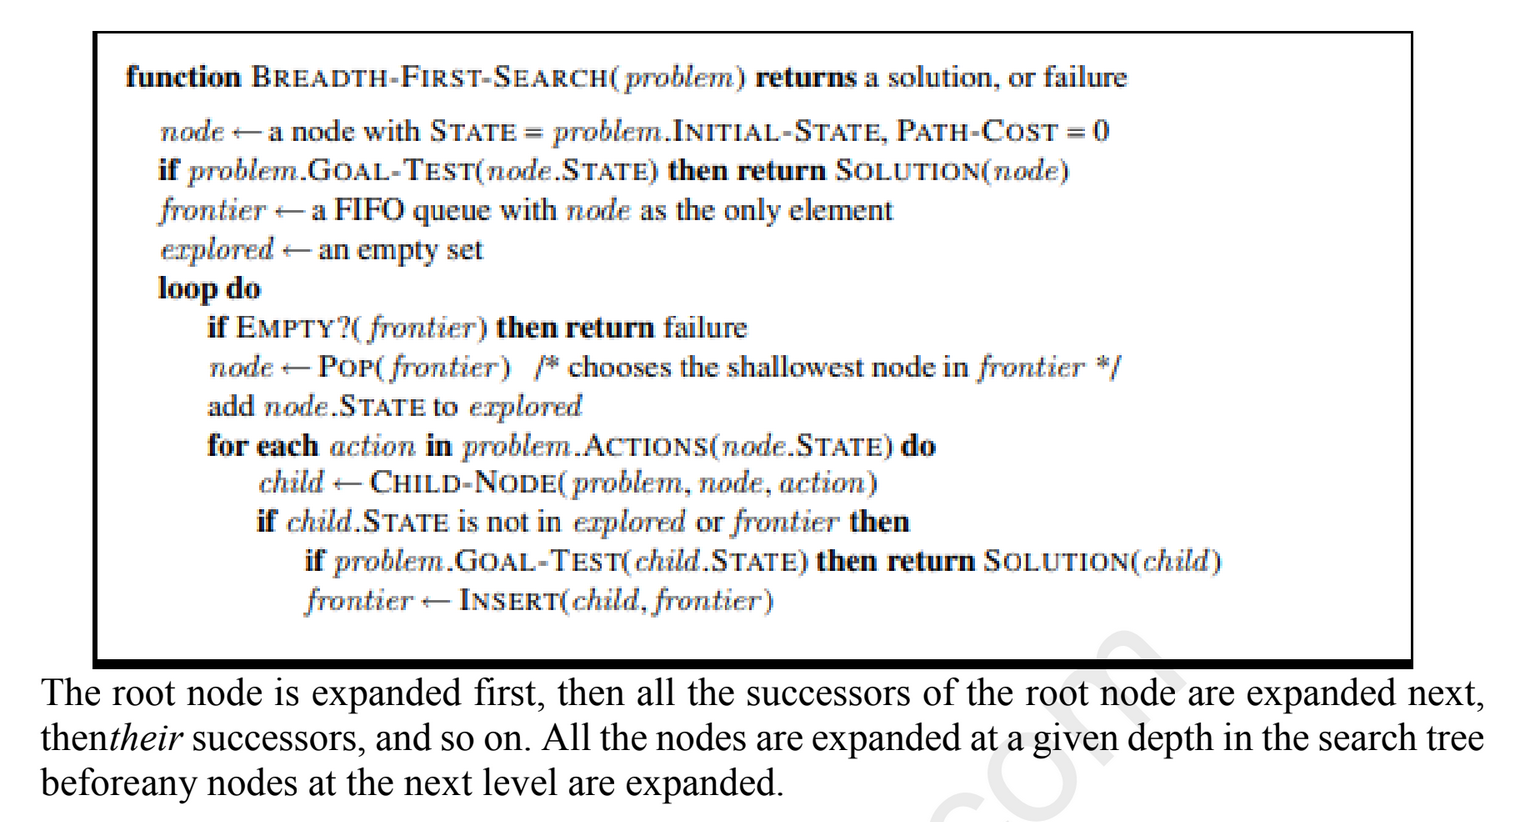 function BREADTH-FIRST-SEARCH(problem) returns a solution, or failure
node ← a node with STATE = problem.INITIAL-STATE, PATH-COST = 0
if problem.GOAL-TEST(node.STATE) then return SOLUTION(node)
frontier ← a FIFO queue with node as the only element
explored ← an empty set
loop do
if EMPTY?(frontier) then return failure
node ← POP(frontier) /* chooses the shallowest node in frontier */
add node.STATE to explored
for each action in problem.ACTIONS(node.STATE) do
child ← CHILD-NODE(problem, node, action)
if child.STATE is not in explored or frontier then
if problem.GOAL-TEST(child.STATE) then return SOLUTION(child)
frontier ← INSERT(child, frontier)
The root node is expanded first, then all the successors of the root node are expanded next,
thentheir successors, and so on. All the nodes are expanded at a given depth in the search tree
beforeany nodes at the next level are expanded.
.com